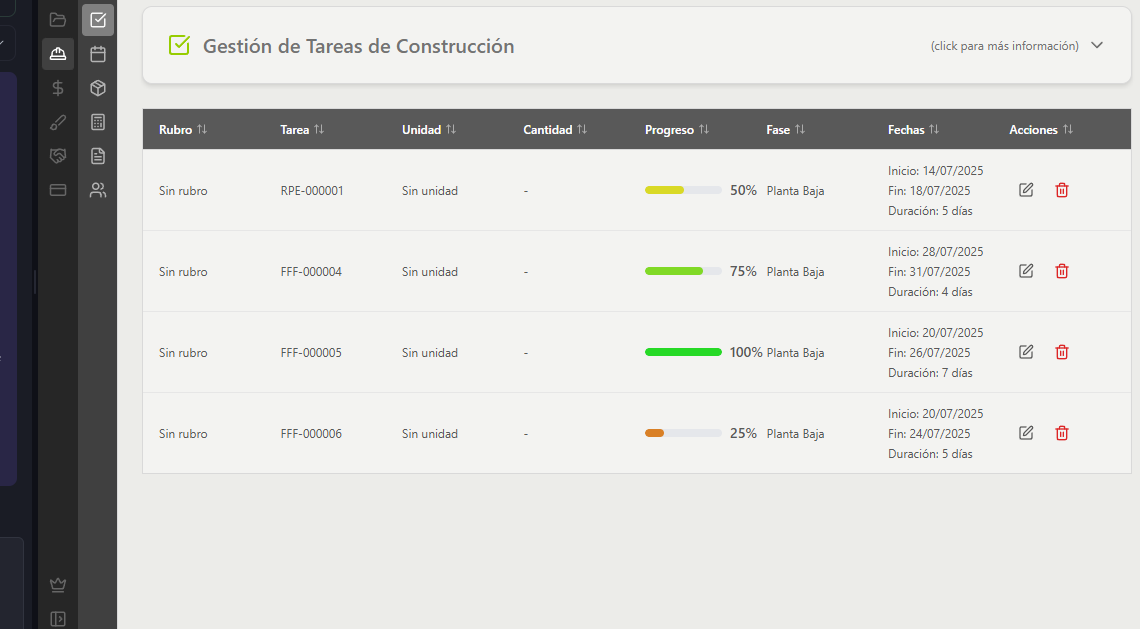 Gestión de Tareas de Construcción (click para más información)
Rubro Tarea Unidad Cantidad Progreso Fase Fechas Acciones
Inicio: 14/07/2025
Sin rubro RPE-000001 Sin unidad - 50% Planta Baja Fin: 18/07/2025
Duración: 5 días
Inicio: 28/07/2025
Sin rubro FFF-000004 Sin unidad - 75% Planta Baja Fin: 31/07/2025
Duración: 4 días
Inicio: 20/07/2025
Sin rubro FFF-000005 Sin unidad - 100% Planta Baja Fin: 26/07/2025
Duración: 7 días
Inicio: 20/07/2025
Sin rubro FFF-000006 Sin unidad - 25% Planta Baja Fin: 24/07/2025
Duración: 5 días